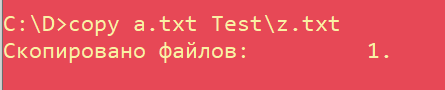 C:\D>copy a.txt Test\z.txt
Скопировано файлов:         1.